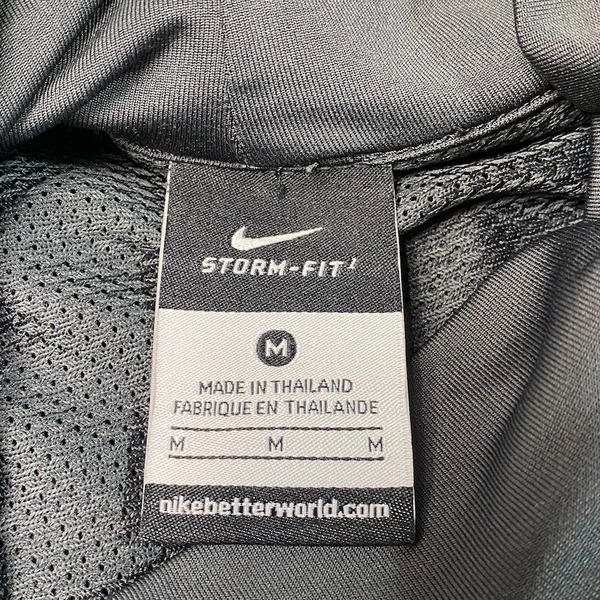 STORM-FIT 1
M
MADE IN THAILAND
FABRIQUE EN THAILANDE
M M M
nikebetterworld.com